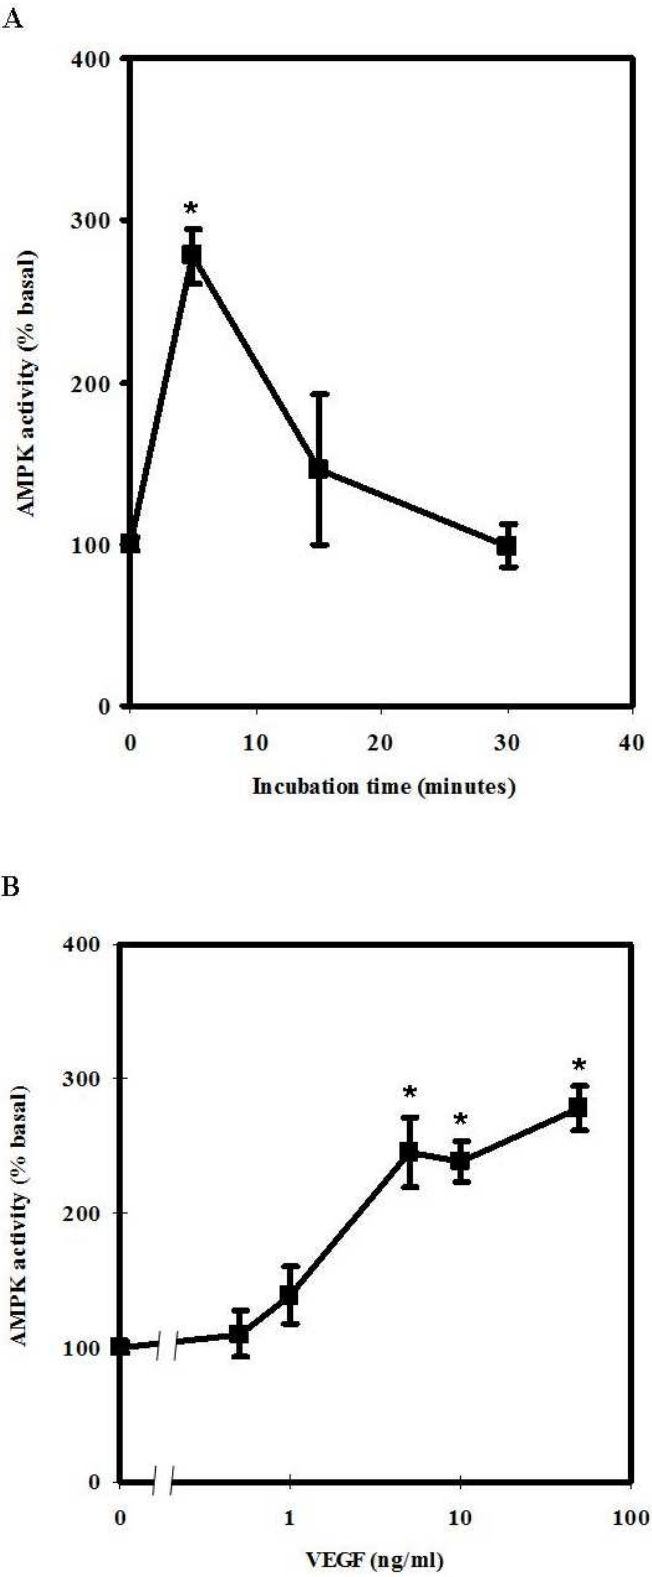 A
400
*
300
200
100
0
AMPK activity (% basal)
0 10 20 30 40
Incubation time (minutes)
B
400
300
* * *
200
100
0
AMPK activity (% basal)
0 1 10 100
VEGF (ng/ml)